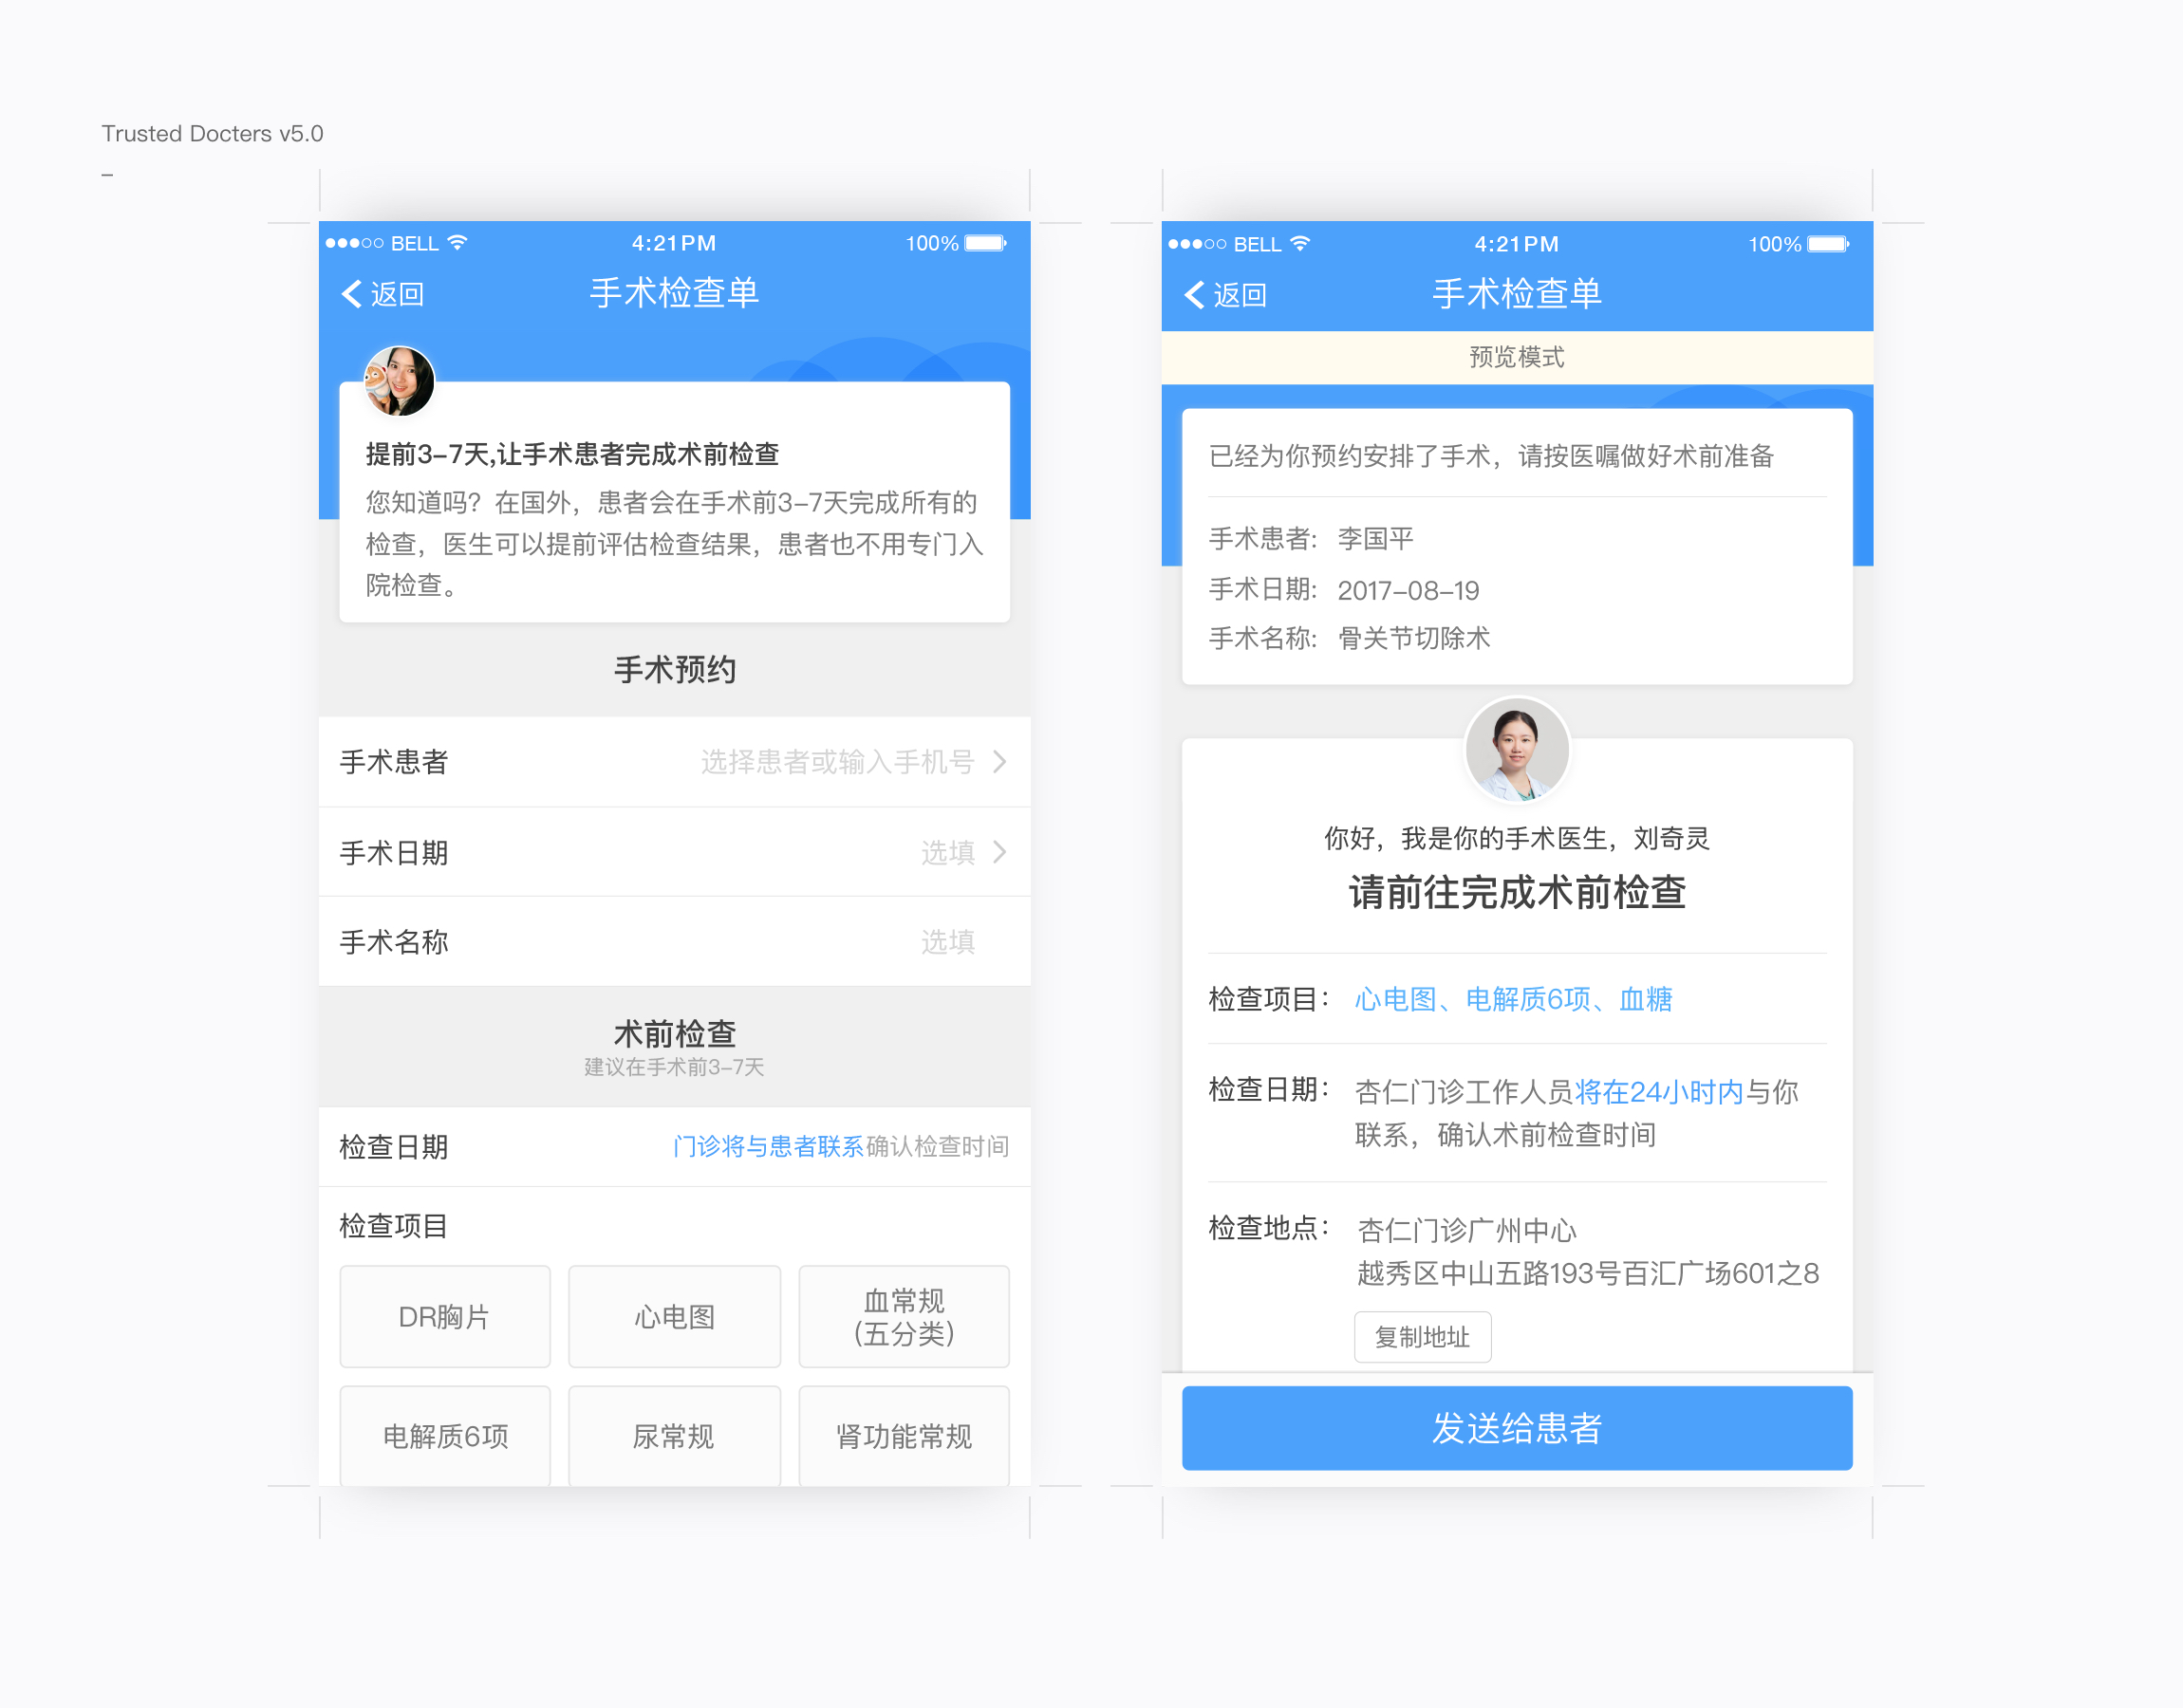 Trusted Docters v5.0
–
BELL 4:21PM 100%
返回 手术检查单
提前3-7天,让手术患者完成术前检查
您知道吗？在国外，患者会在手术前3-7天完成所有的
检查，医生可以提前评估检查结果，患者也不用专门入
院检查。
手术预约
手术患者 选择患者或输入手机号
手术日期 选填
手术名称 选填
术前检查
建议在手术前3-7天
检查日期 门诊将与患者联系确认检查时间
检查项目
DR胸片 心电图 血常规
(五分类)
电解质6项 尿常规 肾功能常规
BELL 4:21PM 100%
返回 手术检查单
预览模式
已经为你预约安排了手术，请按医嘱做好术前准备
手术患者: 李国平
手术日期: 2017-08-19
手术名称: 骨关节切除术
你好，我是你的手术医生，刘奇灵
请前往完成术前检查
检查项目： 心电图、电解质6项、血糖
检查日期： 杏仁门诊工作人员将在24小时内与你
联系，确认术前检查时间
检查地点： 杏仁门诊广州中心
越秀区中山五路193号百汇广场601之8
复制地址
发送给患者